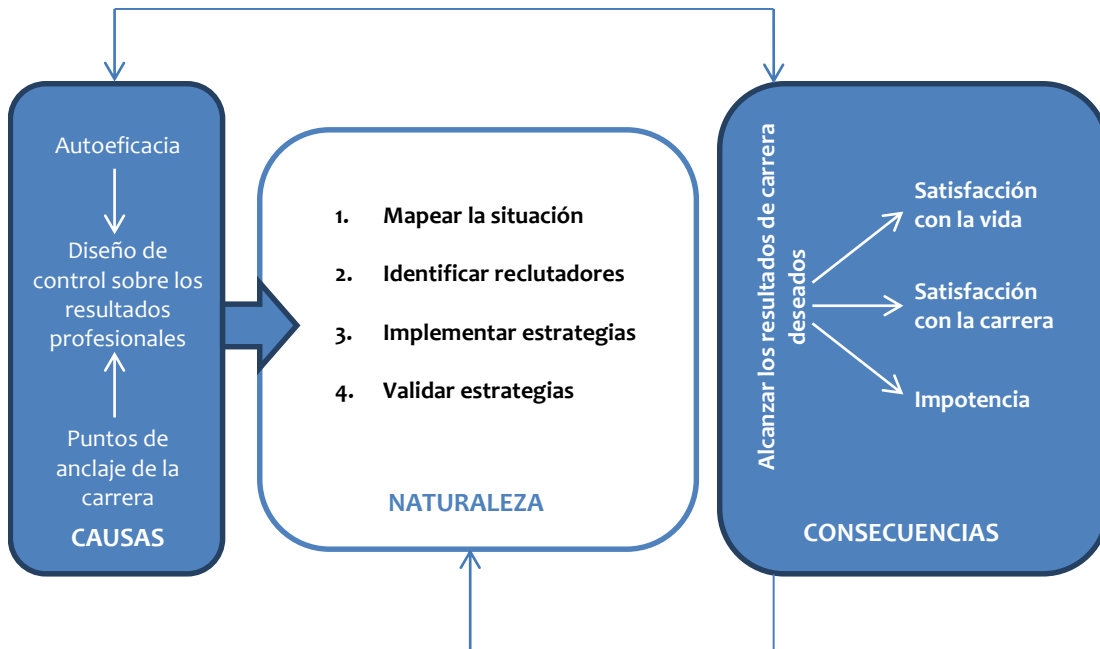 Autoeficacia
Diseño de
control sobre los
resultados
profesionales
Puntos de
anclaje de la
carrera
CAUSAS
1. Mapear la situación
2. Identificar reclutadores
3. Implementar estrategias
4. Validar estrategias
NATURALEZA
Alcanzar los resultados de carrera
deseados
Satisfacción
con la vida
Satisfacción
con la carrera
Impotencia
CONSECUENCIAS